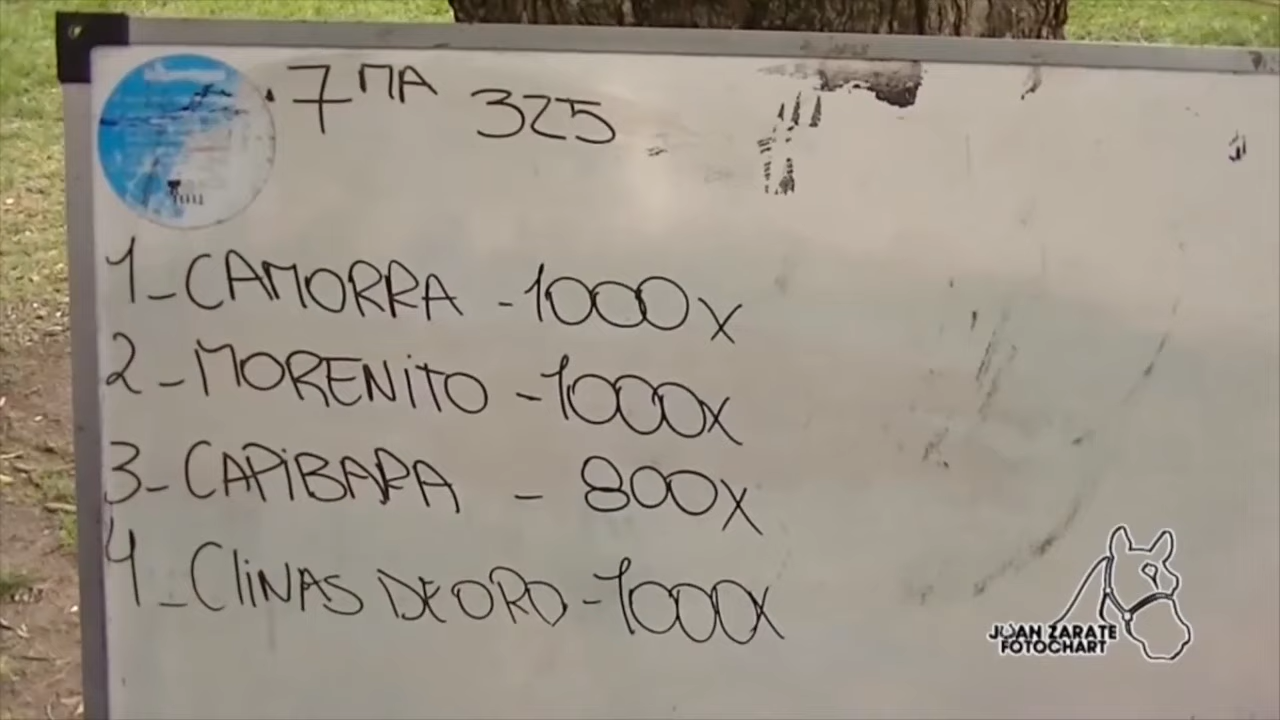 7MA 325
1-CAMORRA -1000X
2-MORENITO -1000X
3-CAPIBARA - 800X
4-CLINAS DE ORO -1000X
JUAN ZARATE
FOTOCHART